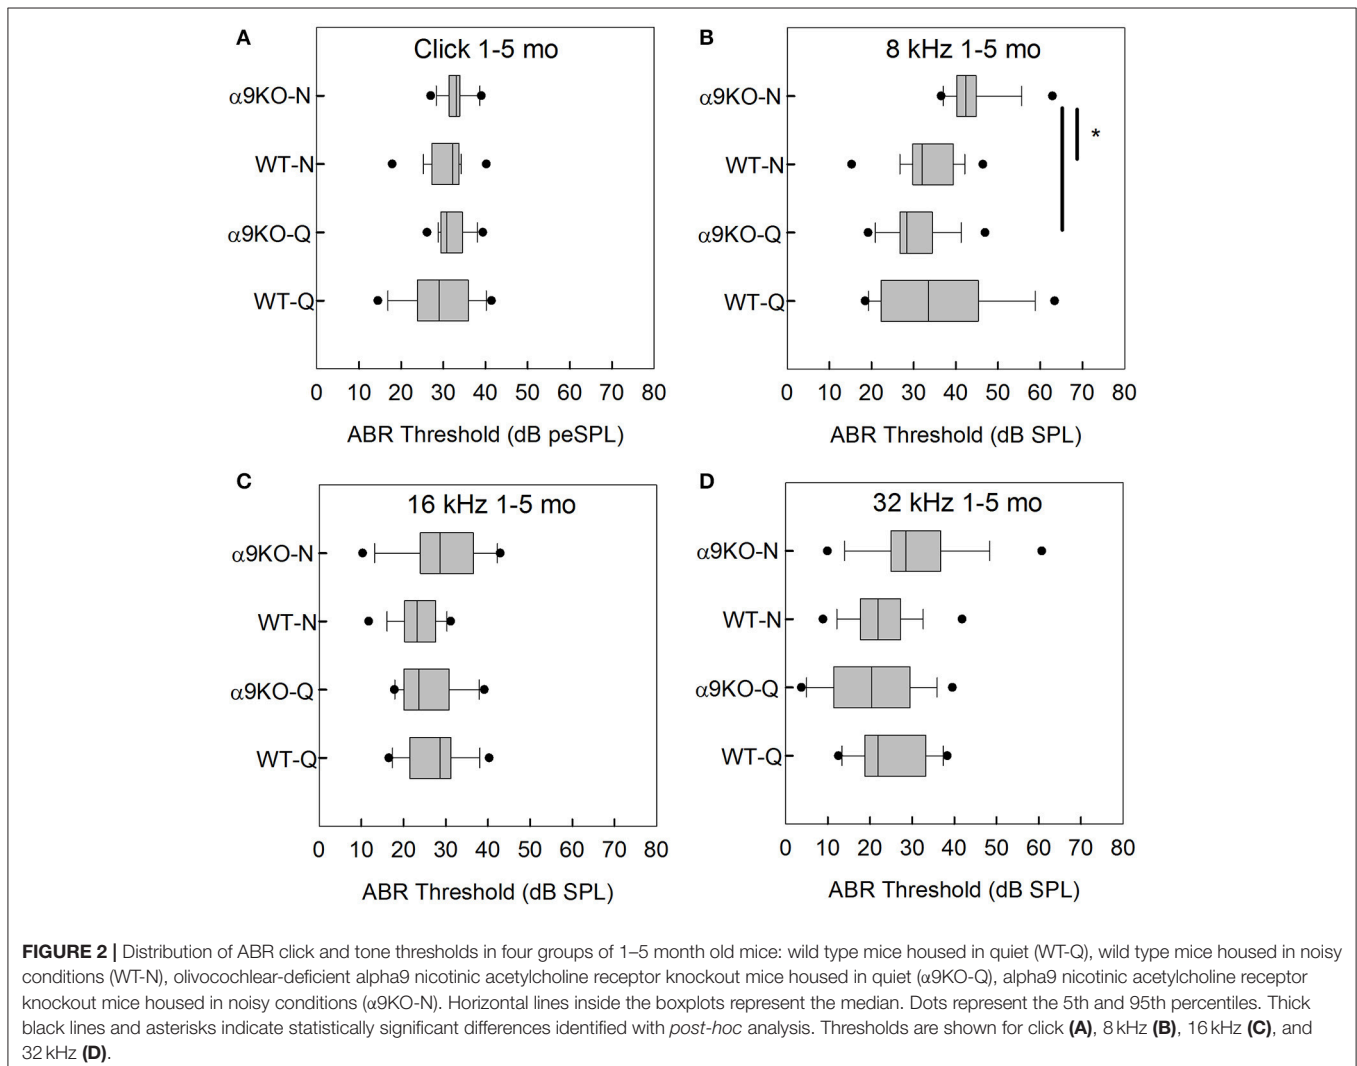 A
Click 1-5 mo
α9KO-N
WT-N
α9KO-Q
WT-Q
0 10 20 30 40 50 60 70 80
ABR Threshold (dB peSPL)
B
8 kHz 1-5 mo
α9KO-N
*
WT-N
α9KO-Q
WT-Q
0 10 20 30 40 50 60 70 80
ABR Threshold (dB SPL)
C
16 kHz 1-5 mo
α9KO-N
WT-N
α9KO-Q
WT-Q
0 10 20 30 40 50 60 70 80
ABR Threshold (dB SPL)
D
32 kHz 1-5 mo
α9KO-N
WT-N
α9KO-Q
WT-Q
0 10 20 30 40 50 60 70 80
ABR Threshold (dB SPL)
FIGURE 2 | Distribution of ABR click and tone thresholds in four groups of 1–5 month old mice: wild type mice housed in quiet (WT-Q), wild type mice housed in noisy
conditions (WT-N), olivocochlear-deficient alpha9 nicotinic acetylcholine receptor knockout mice housed in quiet (α9KO-Q), alpha9 nicotinic acetylcholine receptor
knockout mice housed in noisy conditions (α9KO-N). Horizontal lines inside the boxplots represent the median. Dots represent the 5th and 95th percentiles. Thick
black lines and asterisks indicate statistically significant differences identified with post-hoc analysis. Thresholds are shown for click (A), 8 kHz (B), 16 kHz (C), and
32 kHz (D).